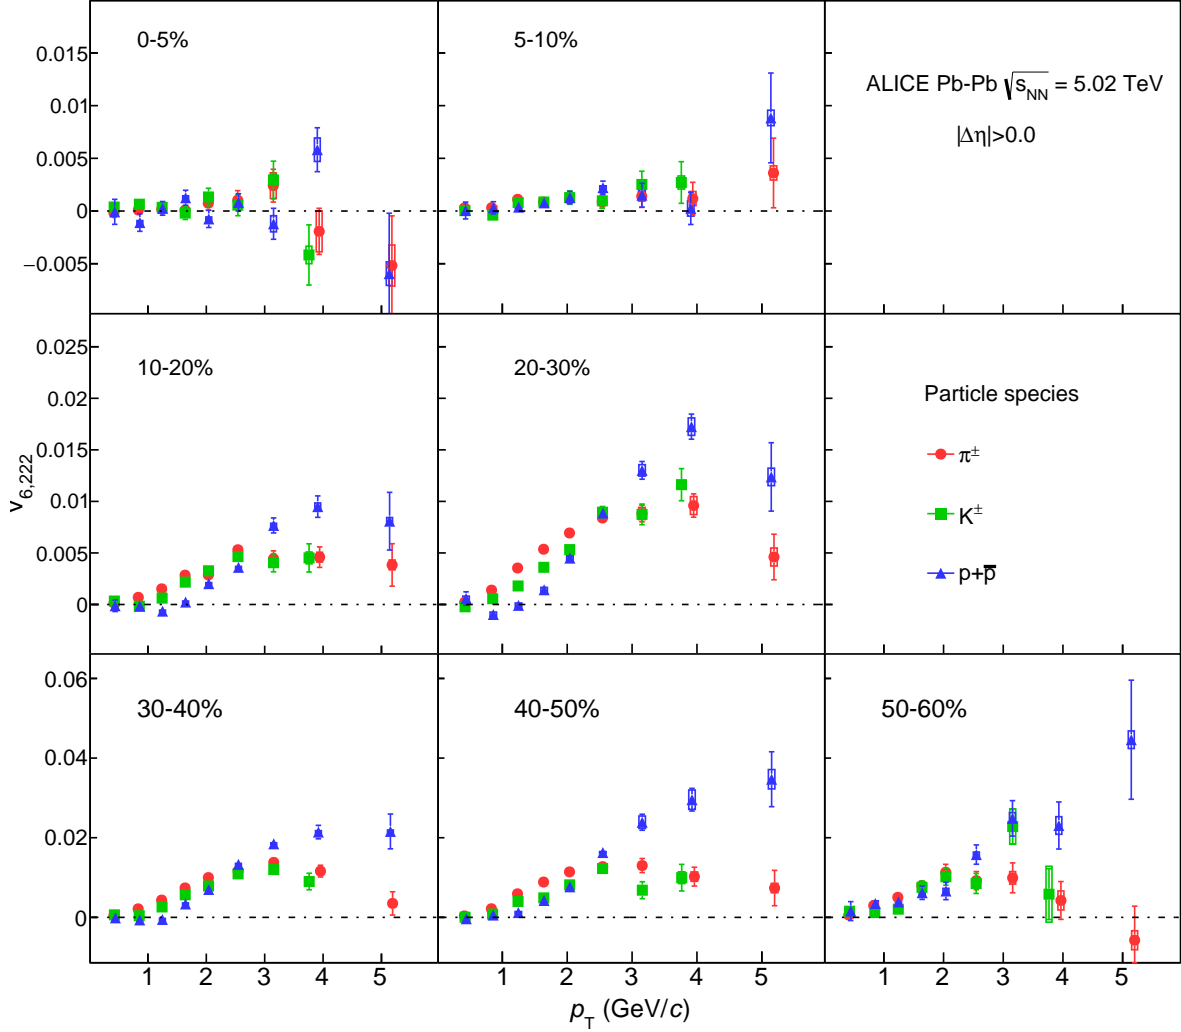 0-5%
5-10%
ALICE Pb-Pb √s_NN = 5.02 TeV
|Δη|>0.0
0.015
0.01
0.005
0
−0.005
10-20%
20-30%
Particle species
π±
K±
p+p̅
0.025
0.02
0.015
0.01
0.005
0
v_6,222
30-40%
40-50%
50-60%
0.06
0.04
0.02
0
1 2 3 4 5
1 2 3 4 5
1 2 3 4 5
p_T (GeV/c)